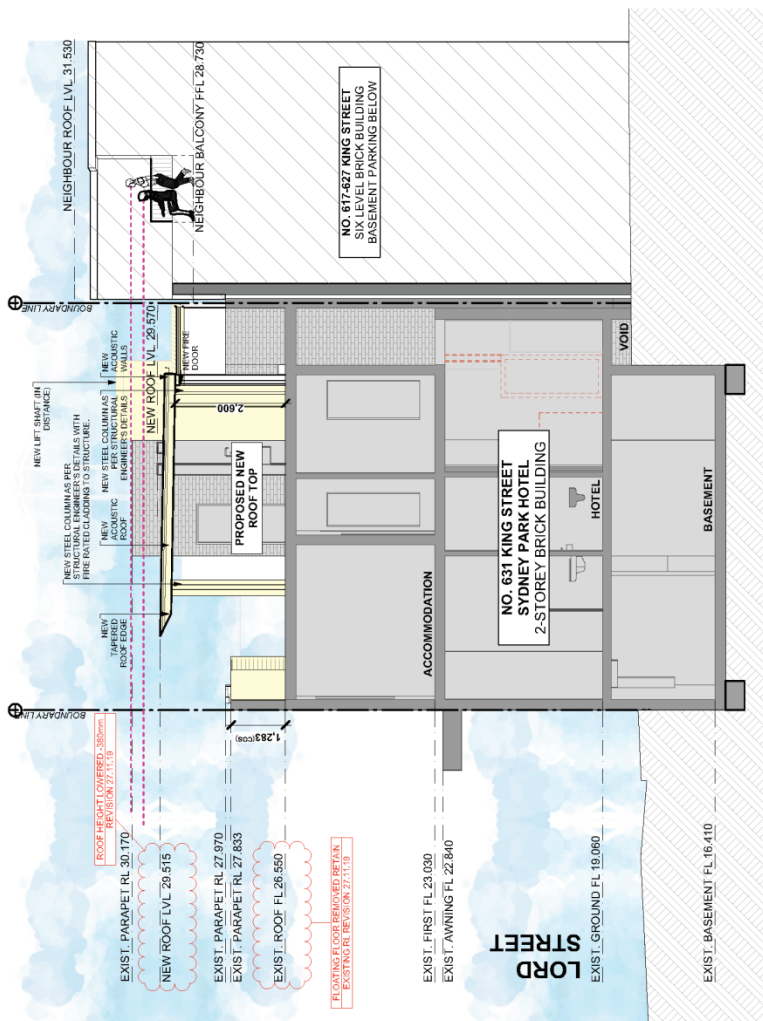 NEIGHBOUR ROOF LVL 31.530
NEIGHBOUR BALCONY FFL 28.730
NO. 617-627 KING STREET
SIX LEVEL BRICK BUILDING
BASEMENT PARKING BELOW
BOUNDARY LINE
NEW LIFT SHAFT (IN
DISTANCE)
NEW
ACOUSTIC
WALLS
NEW ROOF LVL 29.570
NEW FIRE
DOOR
NEW STEEL COLUMN AS
PER STRUCTURAL
ENGINEER'S DETAILS
NEW STEEL COLUMN AS PER
STRUCTURAL ENGINEER'S DETAILS WITH
FIRE RATED CLADDING TO STRUCTURE.
NEW
ACOUSTIC
ROOF
NEW
TAPERED
ROOF EDGE
2,600
PROPOSED NEW
ROOF TOP
VOID
NO. 631 KING STREET
SYDNEY PARK HOTEL
2-STOREY BRICK BUILDING
HOTEL
BASEMENT
ACCOMMODATION
BOUNDARY LINE
1,283 (COS)
ROOF HEIGHT LOWERED -380mm
REVISION 27.11.19
EXIST. PARAPET RL 30.170
NEW ROOF LVL 29.515
EXIST. PARAPET RL 27.970
EXIST. PARAPET RL 27.833
EXIST. ROOF FL 26.550
FLOATING FLOOR REMOVED RETAIN
EXISTING RL REVISION 27.11.19
EXIST. FIRST FL 23.030
EXIST. AWNING FL 22.840
LORD
STREET
EXIST. GROUND FL 19.060
EXIST. BASEMENT FL 16.410